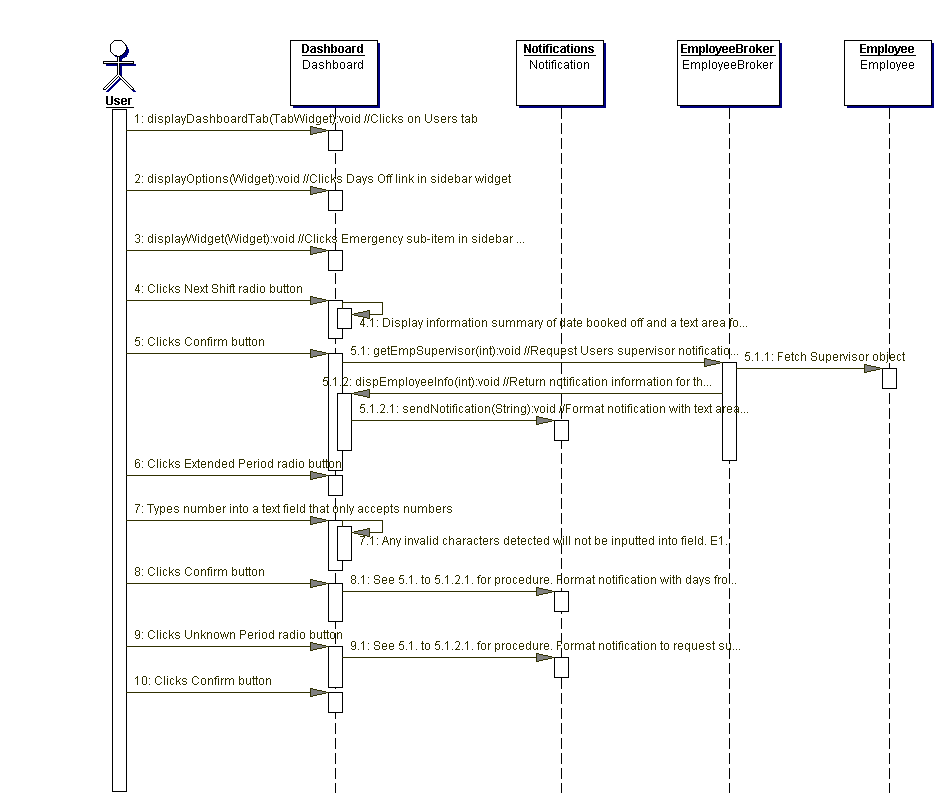 Dashboard
Dashboard
Notifications
Notification
EmployeeBroker
EmployeeBroker
Employee
Employee
User
1: displayDashboardTab(TabWidget):void //Clicks on Users tab
2: displayOptions(Widget):void //Clicks Days Off link in sidebar widget
3: displayWidget(Widget):void //Clicks Emergency sub-item in sidebar ...
4: Clicks Next Shift radio button
4.1: Display information summary of date booked off and a text area fo...
5: Clicks Confirm button
5.1: getEmpSupervisor(int):void //Request Users supervisor notificatio...
5.1.1: Fetch Supervisor object
5.1.2: dispEmployeeInfo(int):void //Return notification information for th...
5.1.2.1: sendNotification(String):void //Format notification with text area...
6: Clicks Extended Period radio button
7: Types number into a text field that only accepts numbers
7.1: Any invalid characters detected will not be inputted into field. E1.
8: Clicks Confirm button
8.1: See 5.1. to 5.1.2.1. for procedure. Format notification with days fro...
9: Clicks Unknown Period radio button
9.1: See 5.1. to 5.1.2.1. for procedure. Format notification to request su...
10: Clicks Confirm button